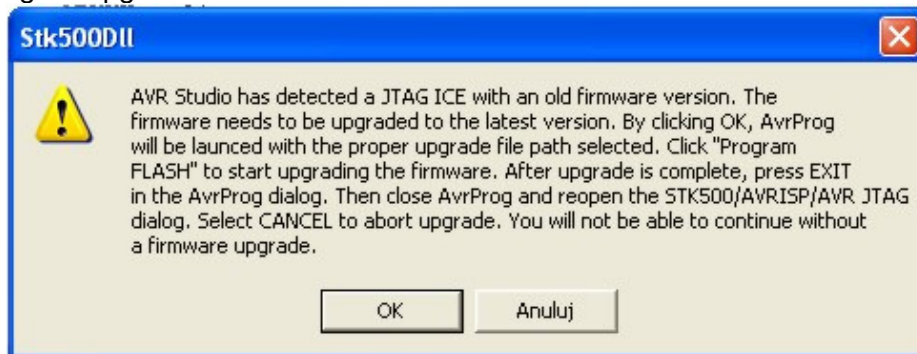 Stk500Dll
AVR Studio has detected a JTAG ICE with an old firmware version. The
firmware needs to be upgraded to the latest version. By clicking OK, AvrProg
will be launced with the proper upgrade file path selected. Click "Program
FLASH" to start upgrading the firmware. After upgrade is complete, press EXIT
in the AvrProg dialog. Then close AvrProg and reopen the STK500/AVRISP/AVR JTAG
dialog. Select CANCEL to abort upgrade. You will not be able to continue without
a firmware upgrade.
OK Anuluj